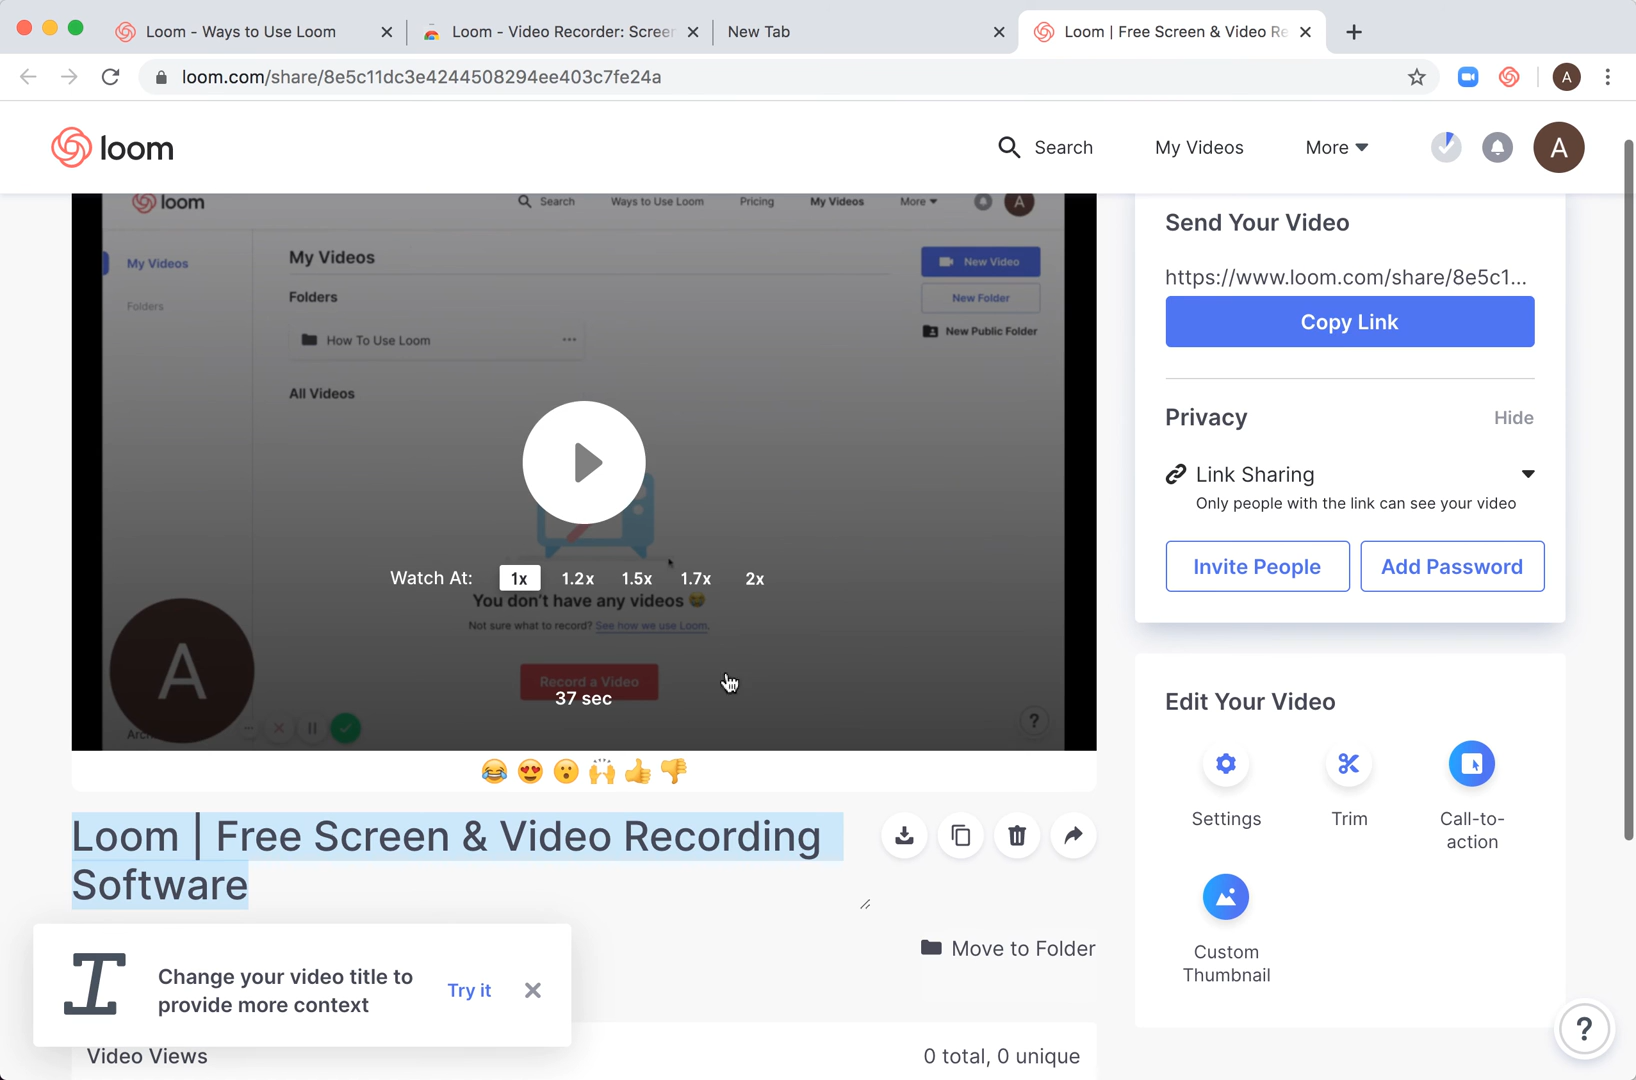 Loom - Ways to Use Loom
Loom - Video Recorder: Screen
New Tab
Loom | Free Screen & Video Re
loom.com/share/8e5c11dc3e4244508294ee403c7fe24a
A
loom
Search
My Videos
More
A
loom
Search
Ways to Use Loom
Pricing
My Videos
More
A
My Videos
Folders
My Videos
New Video
Folders
New Folder
How To Use Loom
New Public Folder
All Videos
Watch At:
1x
1.2x
1.5x
1.7x
2x
You don't have any videos
Not sure what to record? See how we use Loom.
A
Record a Video
37 sec
?
Send Your Video
https://www.loom.com/share/8e5c1...
Copy Link
Privacy
Hide
Link Sharing
Only people with the link can see your video
Invite People
Add Password
Edit Your Video
Settings
Trim
Call-to-
action
Custom
Thumbnail
Loom | Free Screen & Video Recording
Software
Move to Folder
Change your video title to
provide more context
Try it
Video Views
0 total, 0 unique
?